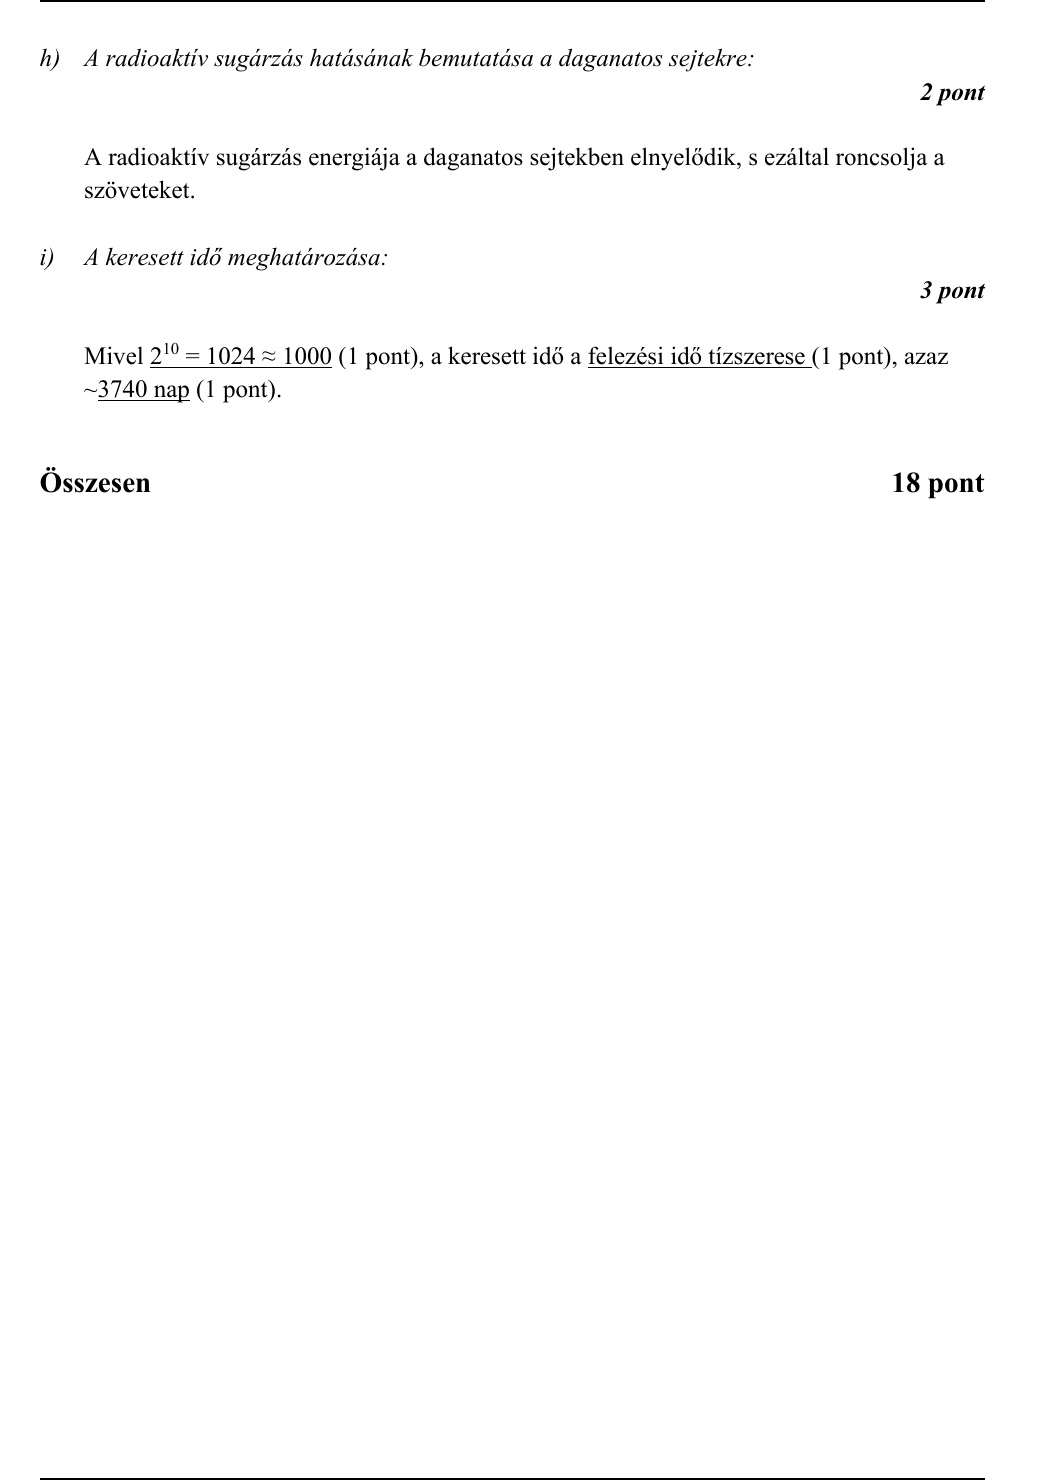 h) A radioaktív sugárzás hatásának bemutatása a daganatos sejtekre:
2 pont
A radioaktív sugárzás energiája a daganatos sejtekben elnyelődik, s ezáltal roncsolja a
szöveteket.
i) A keresett idő meghatározása:
3 pont
Mivel 2¹⁰ = 1024 ≈ 1000 (1 pont), a keresett idő a felezési idő tízszerese (1 pont), azaz
~3740 nap (1 pont).
Összesen 18 pont